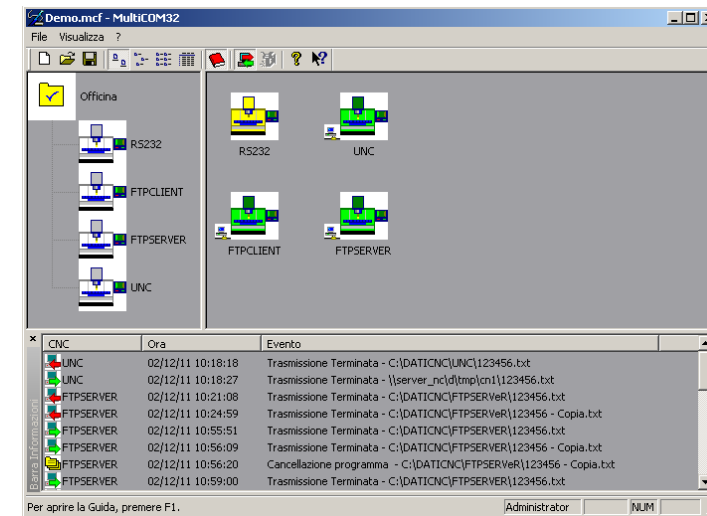 Demo.mcf - MultiCOM32
File Visualizza ?
Officina
RS232
FTPCLIENT
FTPSERVER
UNC
RS232
UNC
FTPCLIENT
FTPSERVER
CNC Ora Evento
UNC 02/12/11 10:18:18 Trasmissione Terminata - C:\DATICNC\UNC\123456.txt
UNC 02/12/11 10:18:27 Trasmissione Terminata - \\server_nc\d\tmp\cn1\123456.txt
FTPSERVER 02/12/11 10:21:08 Trasmissione Terminata - C:\DATICNC\FTPSERVeR\123456.txt
FTPSERVER 02/12/11 10:24:59 Trasmissione Terminata - C:\DATICNC\FTPSERVeR\123456 - Copia.txt
FTPSERVER 02/12/11 10:55:51 Trasmissione Terminata - C:\DATICNC\FTPSERVER\123456.txt
FTPSERVER 02/12/11 10:56:09 Trasmissione Terminata - C:\DATICNC\FTPSERVER\123456 - Copia.txt
FTPSERVER 02/12/11 10:56:20 Cancellazione programma - C:\DATICNC\FTPSERVeR\123456 - Copia.txt
FTPSERVER 02/12/11 10:59:00 Trasmissione Terminata - C:\DATICNC\FTPSERVER\123456.txt
Barra Informazioni
Per aprire la Guida, premere F1.
Administrator
NUM